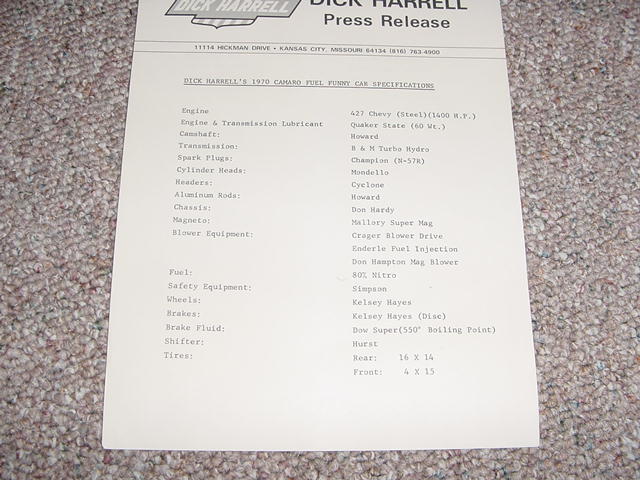 DICK HARRELL
DICK HARRELL
Press Release
11114 HICKMAN DRIVE • KANSAS CITY, MISSOURI 64134 (816) 763-4900
DICK HARRELL'S 1970 CAMARO FUEL FUNNY CAR SPECIFICATIONS
Engine 427 Chevy (Steel)(1400 H.P.)
Engine & Transmission Lubricant Quaker State (60 Wt.)
Camshaft: Howard
Transmission: B & M Turbo Hydro
Spark Plugs: Champion (N-57R)
Cylinder Heads: Mondello
Headers: Cyclone
Aluminum Rods: Howard
Chassis: Don Hardy
Magneto: Mallory Super Mag
Blower Equipment: Crager Blower Drive
Enderle Fuel Injection
Don Hampton Mag Blower
Fuel: 80% Nitro
Safety Equipment: Simpson
Wheels: Kelsey Hayes
Brakes: Kelsey Hayes (Disc)
Brake Fluid: Dow Super(550° Boiling Point)
Shifter: Hurst
Tires: Rear: 16 X 14
Front: 4 X 15